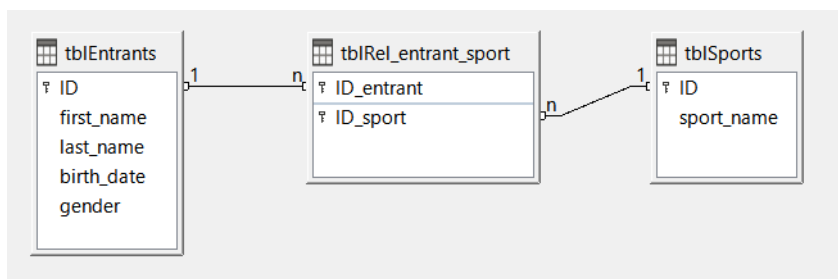 tblEntrants
ID
first_name
last_name
birth_date
gender
1
n
tblRel_entrant_sport
ID_entrant
ID_sport
n
1
tblSports
ID
sport_name